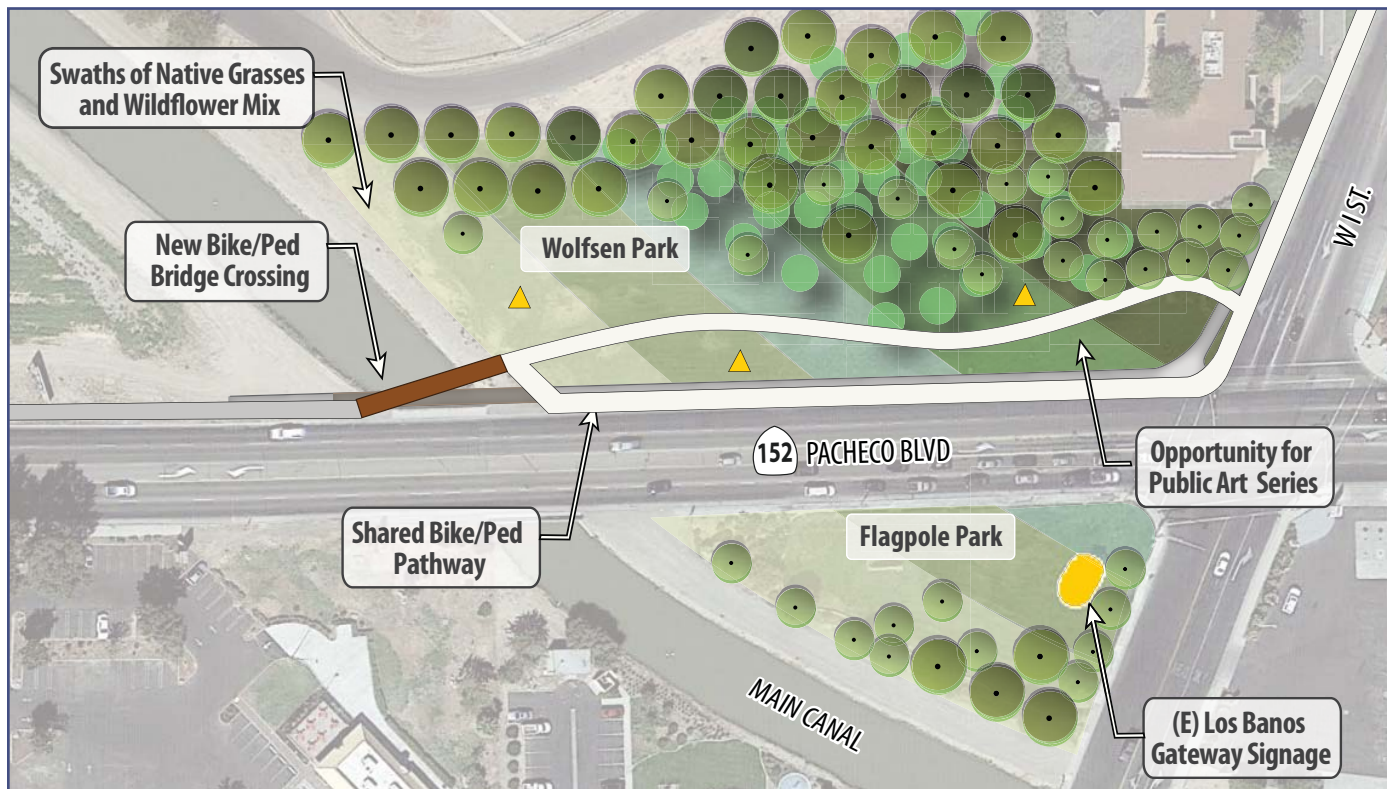 Swaths of Native Grasses
and Wildflower Mix
New Bike/Ped
Bridge Crossing
Wolfsen Park
W I ST.
152 PACHECO BLVD
Opportunity for
Public Art Series
Shared Bike/Ped
Pathway
Flagpole Park
MAIN CANAL
(E) Los Banos
Gateway Signage